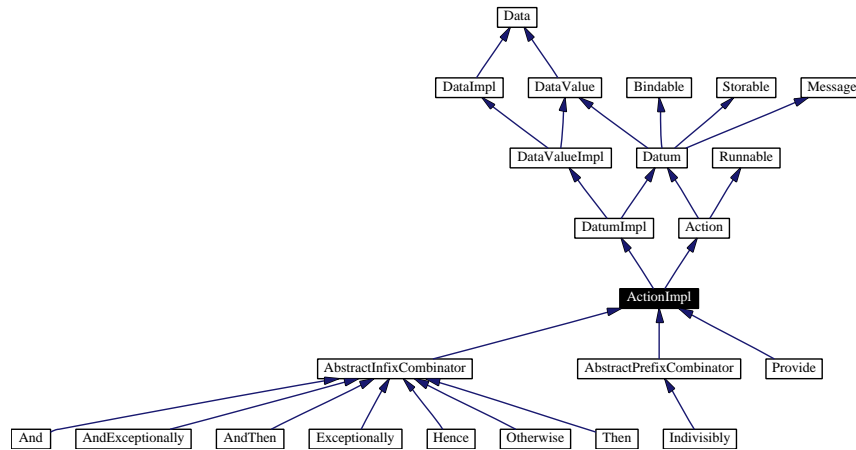 Data
DataImpl DataValue Bindable Storable Message
DataValueImpl Datum Runnable
DatumImpl Action
ActionImpl
AbstractInfixCombinator AbstractPrefixCombinator Provide
And AndExceptionally AndThen Exceptionally Hence Otherwise Then Indivisibly